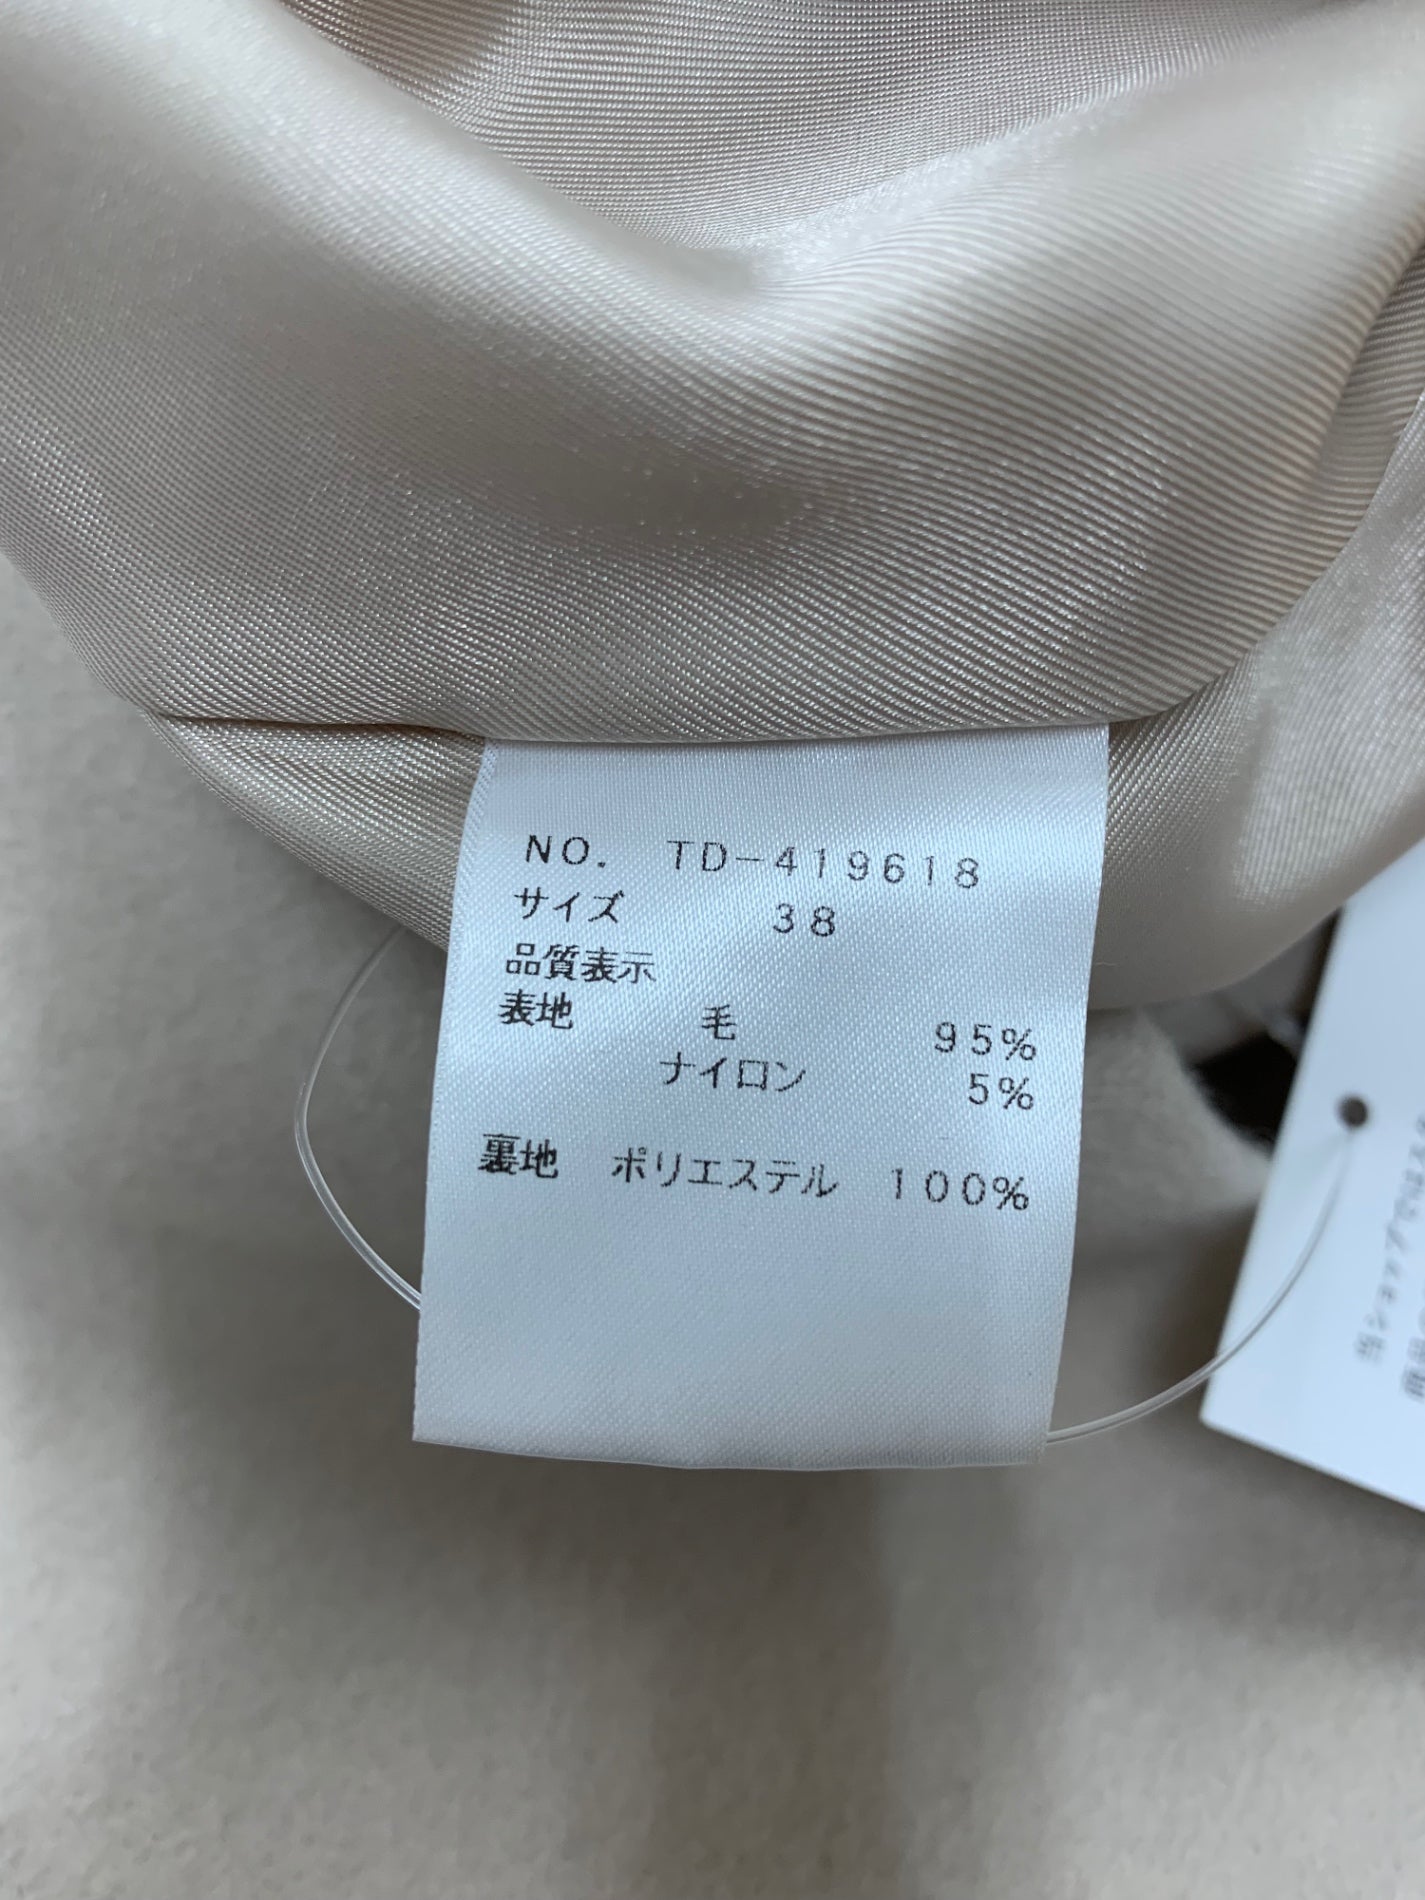 NO. TD-419618
サイズ 38
品質表示
表地 毛 95%
ナイロン 5%
裏地 ポリエステル 100%